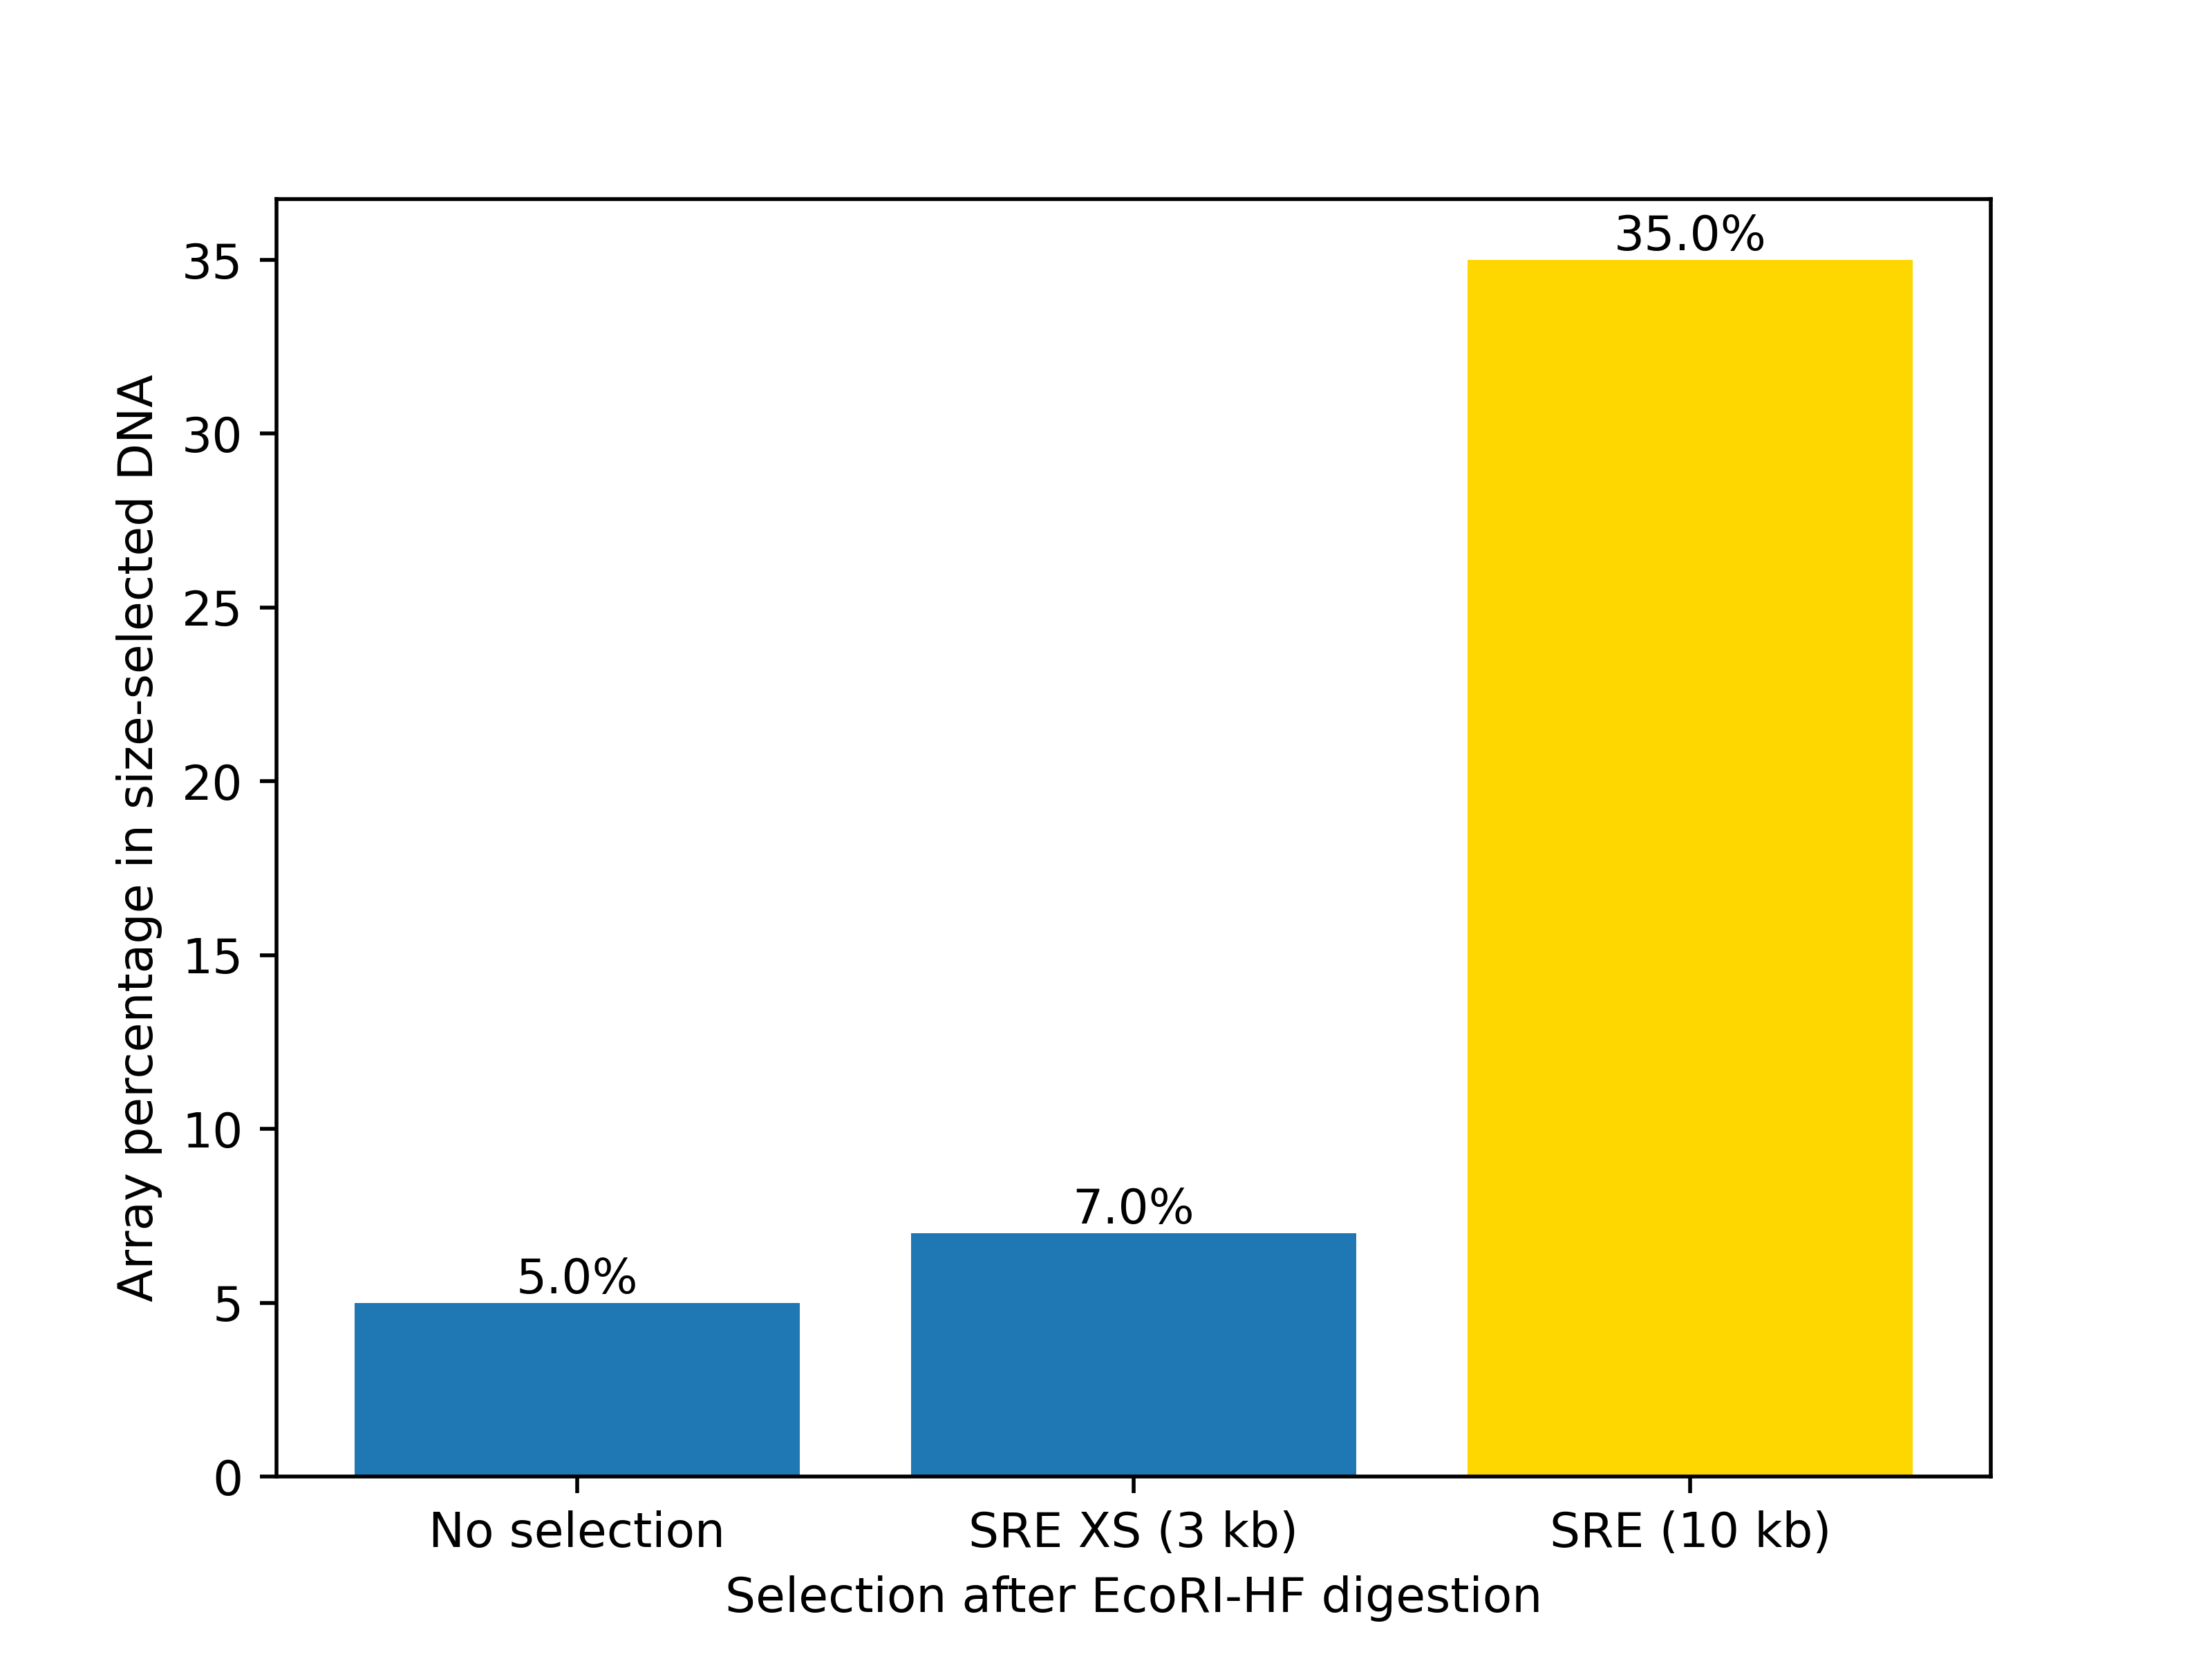 Array percentage in size-selected DNA
35
30
25
20
15
10
5
0
5.0%
7.0%
35.0%
No selection
SRE XS (3 kb)
SRE (10 kb)
Selection after EcoRI-HF digestion